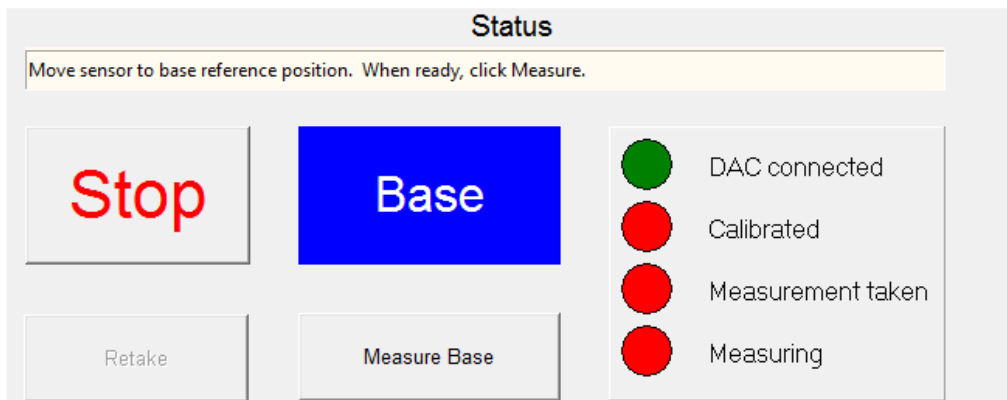 Status
Move sensor to base reference position.  When ready, click Measure.
Stop
Base
DAC connected
Calibrated
Measurement taken
Measuring
Retake
Measure Base